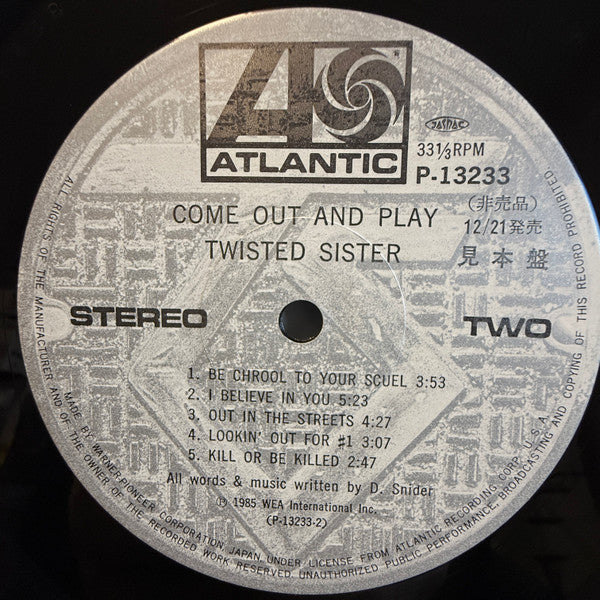 ATLANTIC
JASRAC
33⅓RPM
P-13233
(非売品)
12/21発売
見本盤
COME OUT AND PLAY
TWISTED SISTER
STEREO
TWO
1. BE CHROOL TO YOUR SCUEL 3:53
2. I BELIEVE IN YOU 5:23
3. OUT IN THE STREETS 4:27
4. LOOKIN' OUT FOR #1 3:07
5. KILL OR BE KILLED 2:47
All words & music written by D. Snider
Ⓟ 1985 WEA International Inc.
(P-13233-2)
MADE BY WARNER-PIONEER CORPORATION, JAPAN, UNDER LICENSE FROM ATLANTIC RECORDING CORP., U.S.A.
ALL RIGHTS OF THE MANUFACTURER AND OF THE OWNER OF THE RECORDED WORK RESERVED. UNAUTHORIZED PUBLIC PERFORMANCE, BROADCASTING AND COPYING OF THIS RECORD PROHIBITED.